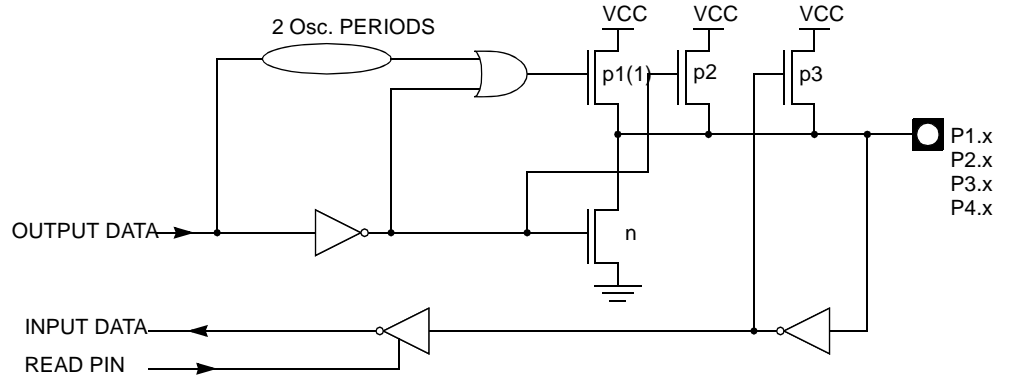 2 Osc. PERIODS
VCC
VCC
VCC
p1(1)
p2
p3
P1.x
P2.x
P3.x
P4.x
OUTPUT DATA
n
INPUT DATA
READ PIN